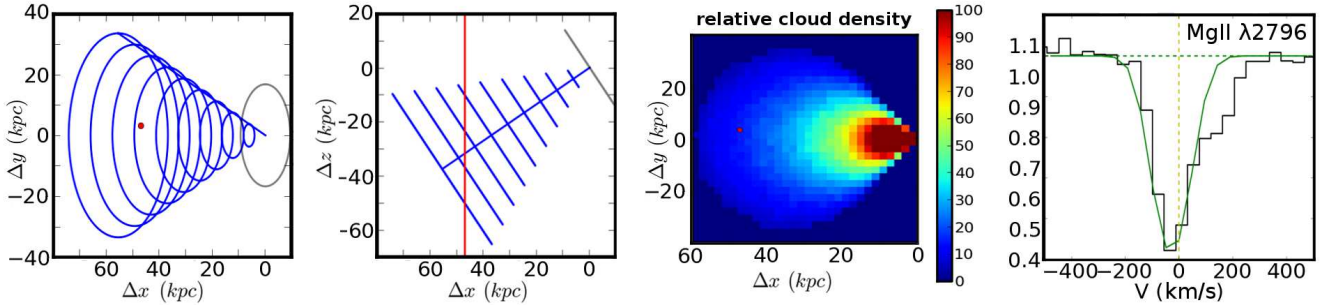 40
20
0
−20
−40
Δy (kpc)
60 40 20 0
Δx (kpc)
20
0
−20
−40
−60
Δz (kpc)
60 40 20 0
Δx (kpc)
relative cloud density
20
0
−20
Δy (kpc)
60 40 20 0
Δx (kpc)
100
90
80
70
60
50
40
30
20
10
0
MgII λ2796
1.1
1.0
0.9
0.8
0.7
0.6
0.5
0.4
−400 −200 0 200 400
V (km/s)